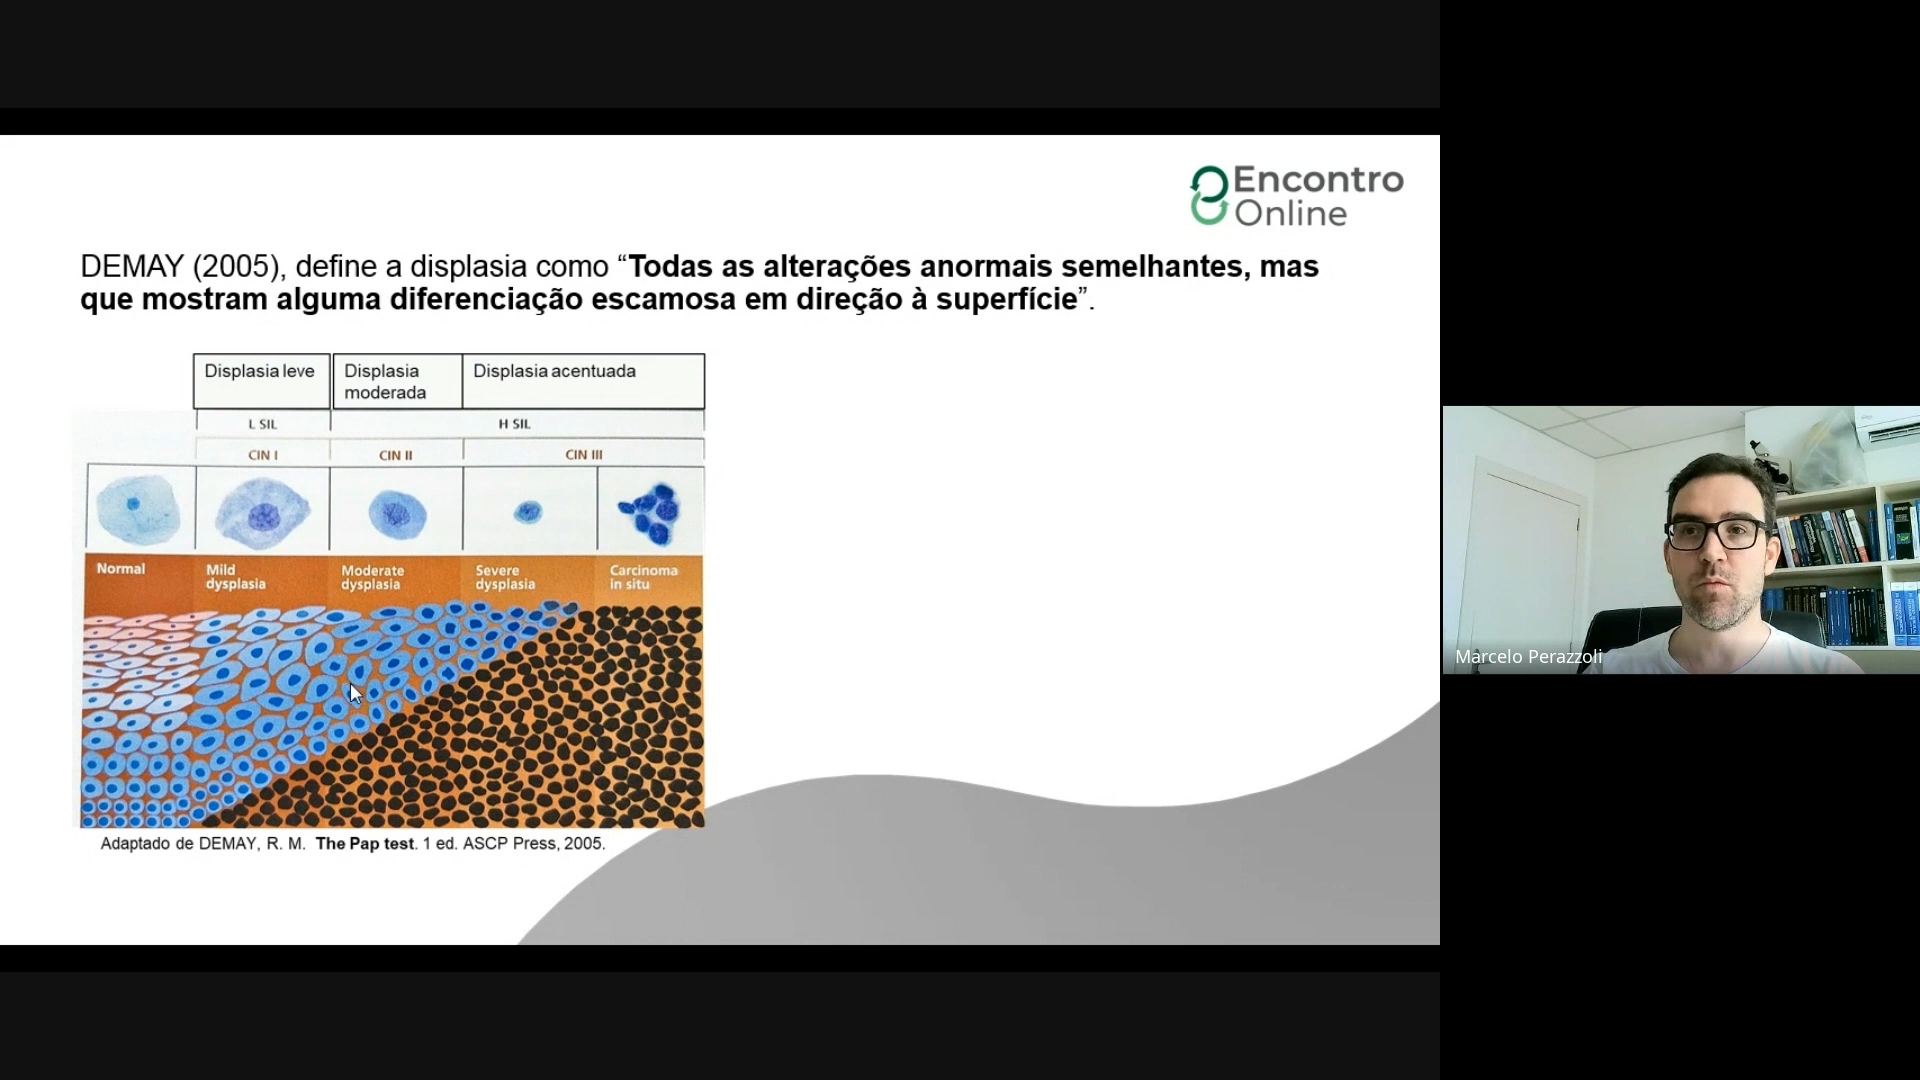 Encontro
Online
DEMAY (2005), define a displasia como “Todas as alterações anormais semelhantes, mas
que mostram alguma diferenciação escamosa em direção à superfície”.
Displasia leve
Displasia
moderada
Displasia acentuada
L SIL
H SIL
CIN I
CIN II
CIN III
Normal
Mild
dysplasia
Moderate
dysplasia
Severe
dysplasia
Carcinoma
in situ
Adaptado de DEMAY, R. M. The Pap test. 1 ed. ASCP Press, 2005.
Marcelo Perazzoli